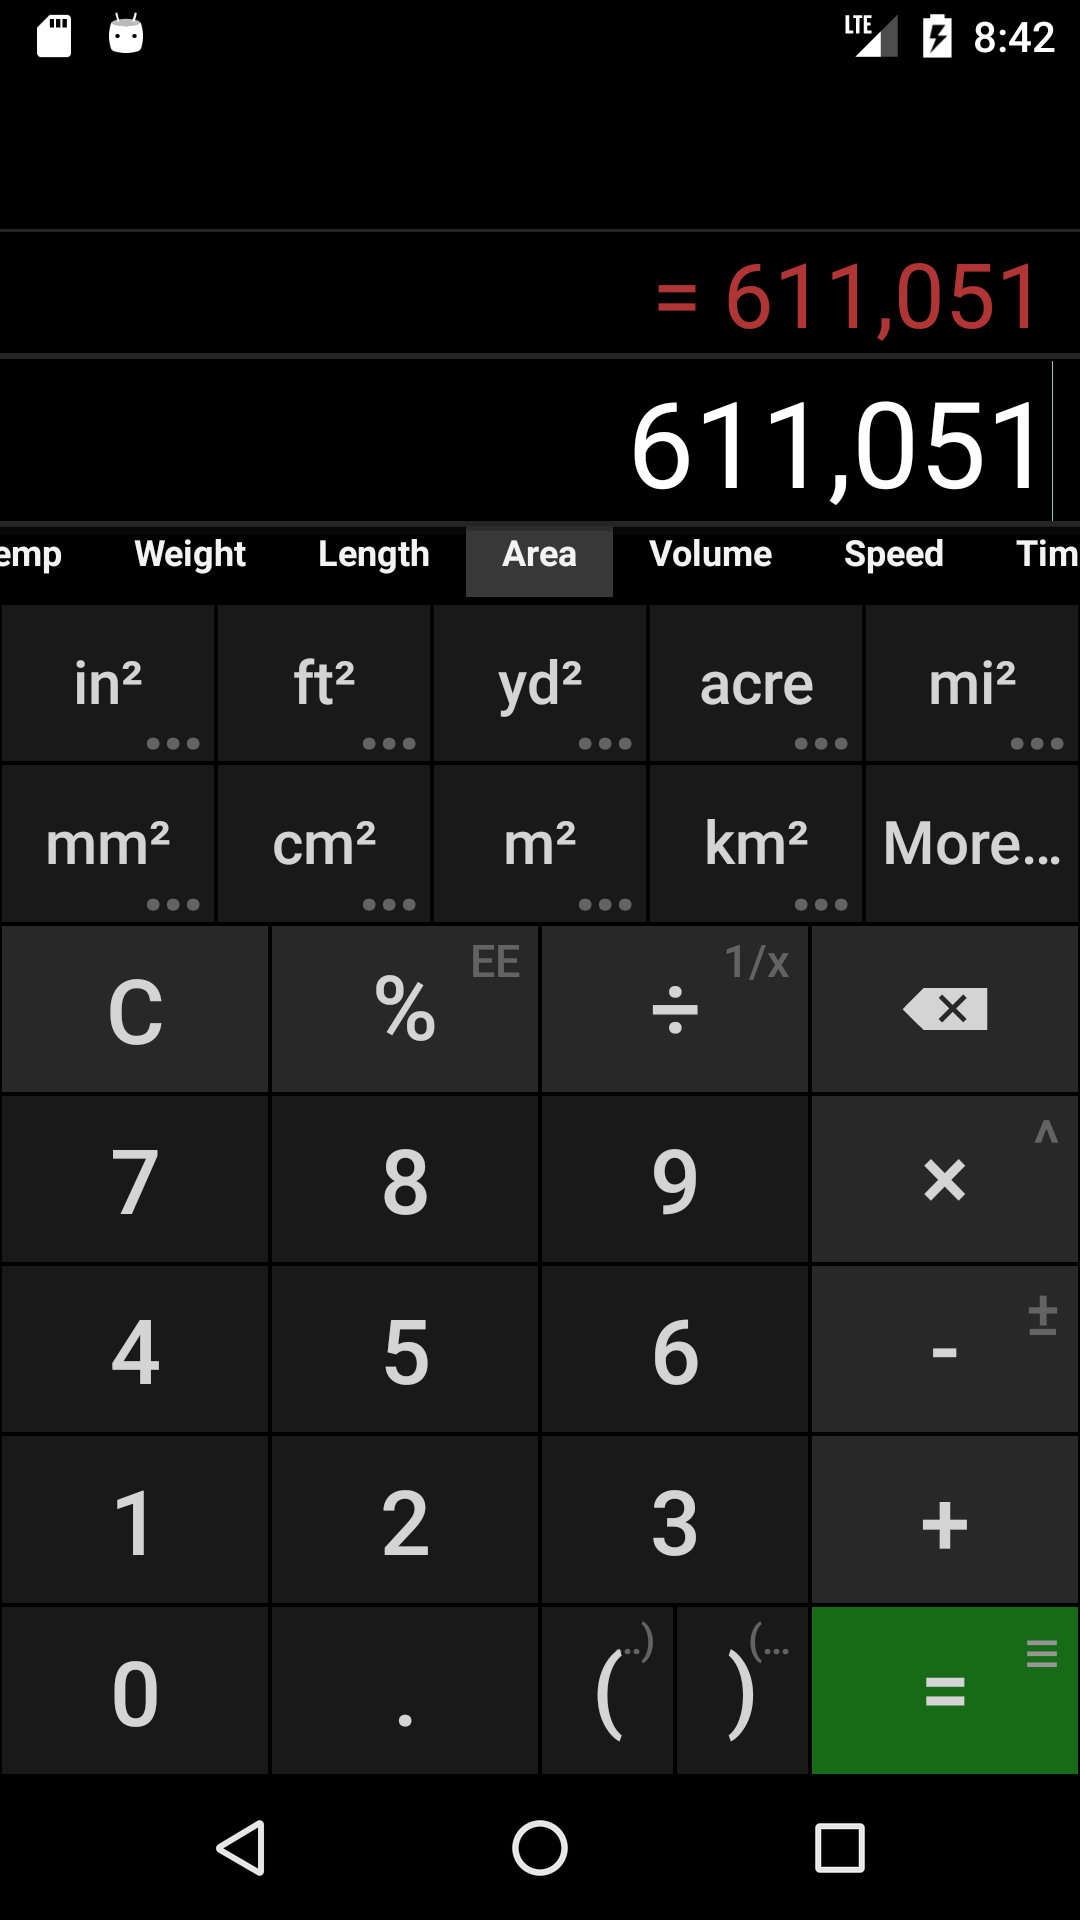 LTE 8:42
= 611,051
611,051
emp Weight Length Area Volume Speed Tim
in² ft² yd² acre mi²
mm² cm² m² km² More...
C % EE ÷ 1/x
7 8 9 × ^
4 5 6 - ±
1 2 3 +
0 . ( ..) ) (... =